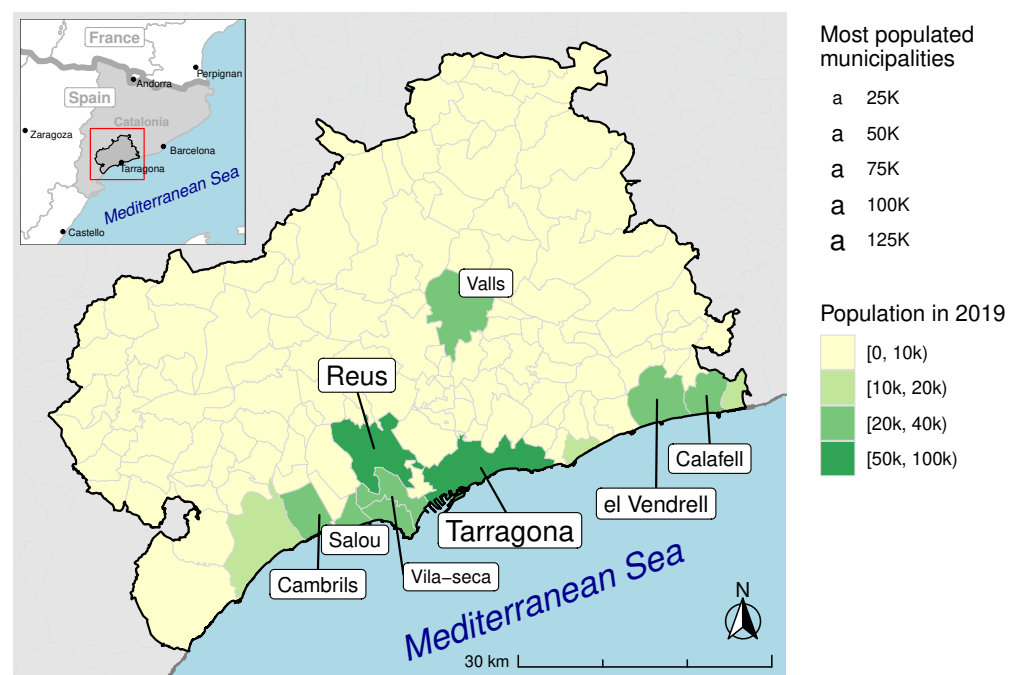 France
Perpignan
Andorra
Spain
Catalonia
Zaragoza
Barcelona
Tarragona
Mediterranean Sea
Castello
Valls
Reus
Calafell
el Vendrell
Tarragona
Salou
Vila−seca
Cambrils
Mediterranean Sea
N
30 km
Most populated
municipalities
a 25K
a 50K
a 75K
a 100K
a 125K
Population in 2019
[0, 10k)
[10k, 20k)
[20k, 40k)
[50k, 100k)